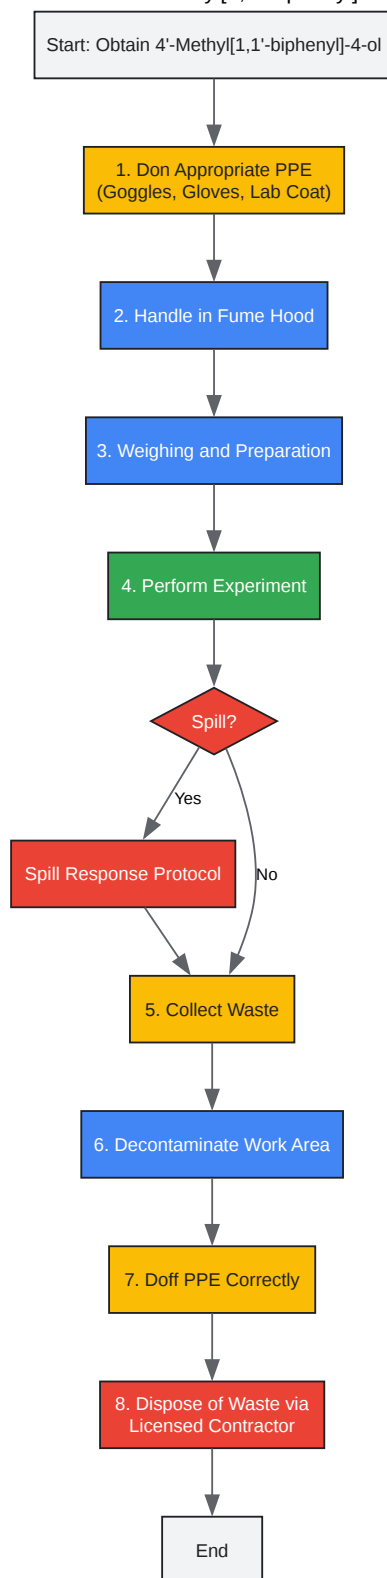 Start: Obtain 4'-Methyl[1,1'-biphenyl]-4-ol
1. Don Appropriate PPE
(Goggles, Gloves, Lab Coat)
2. Handle in Fume Hood
3. Weighing and Preparation
4. Perform Experiment
Spill?
Yes
Spill Response Protocol
No
5. Collect Waste
6. Decontaminate Work Area
7. Doff PPE Correctly
8. Dispose of Waste via
Licensed Contractor
End